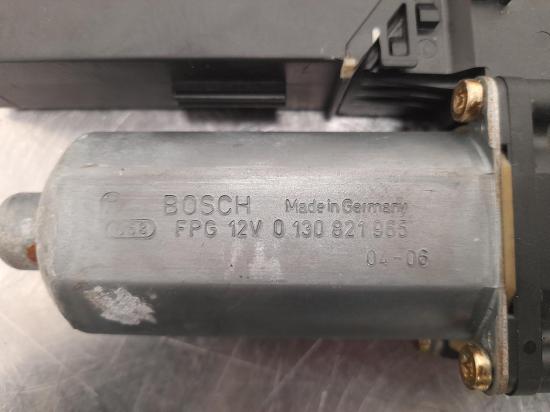 BOSCH Made in Germany
FPG 12V 0 130 821 965
04-06